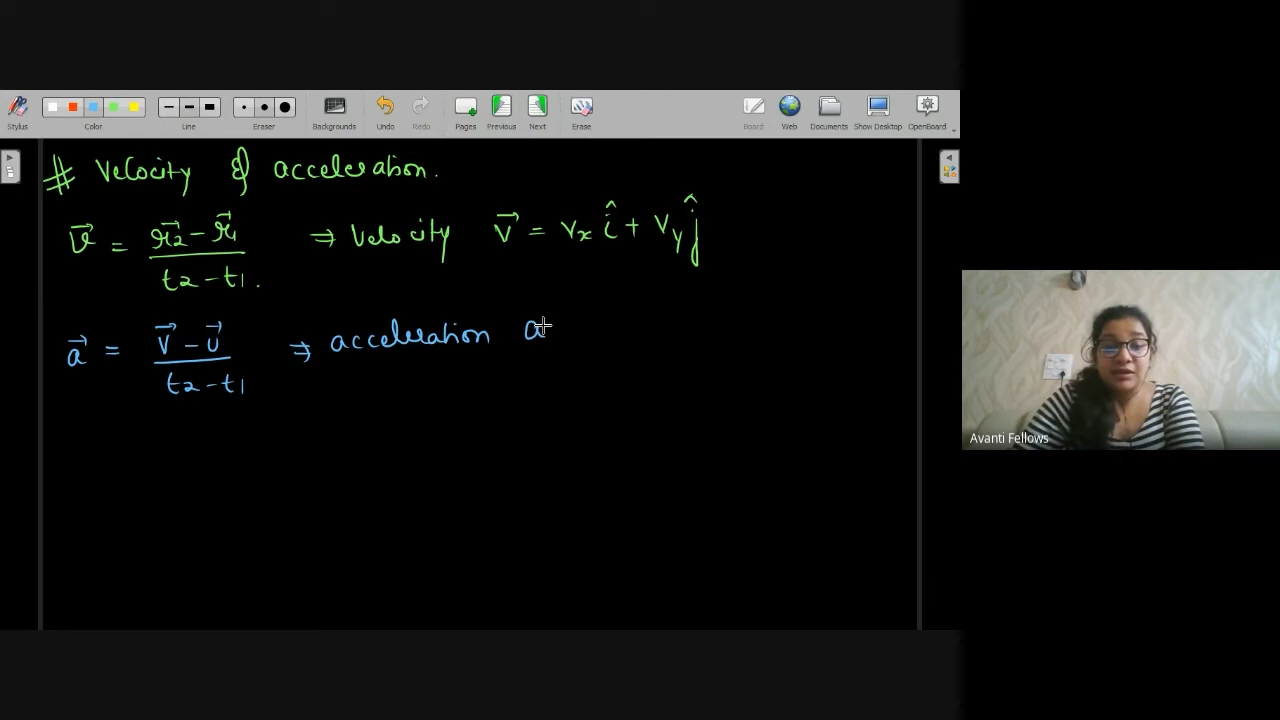 Stylus Color Line Eraser Backgrounds Undo Redo Pages Previous Next Erase Board Web Documents Show Desktop OpenBoard
# Velocity & acceleration.
v⃗ = r⃗2 - r⃗1 / t2 - t1. ⇒ Velocity v⃗ = vx î + vy ĵ
a⃗ = v⃗ - u⃗ / t2 - t1 ⇒ acceleration a
Avanti Fellows